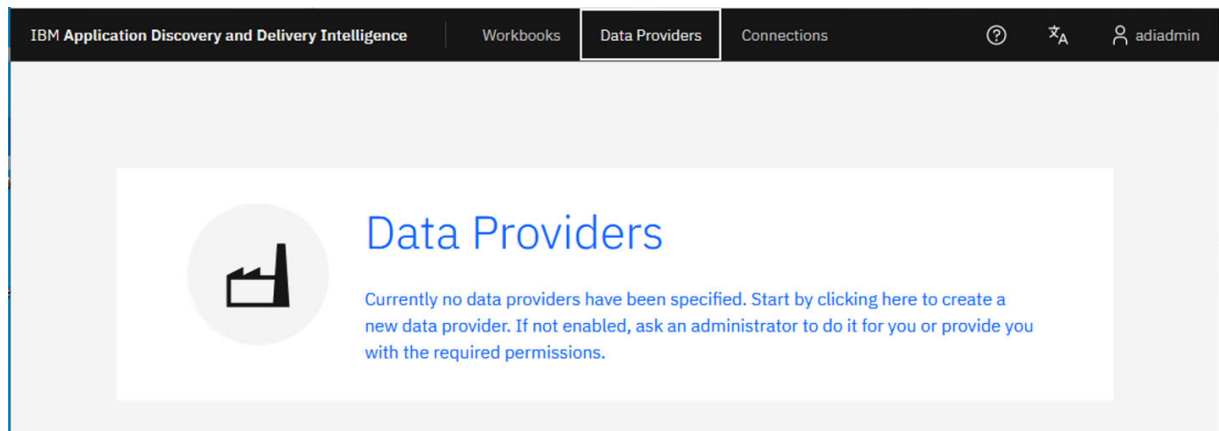 IBM Application Discovery and Delivery Intelligence Workbooks Data Providers Connections adiadmin
Data Providers
Currently no data providers have been specified. Start by clicking here to create a
new data provider. If not enabled, ask an administrator to do it for you or provide you
with the required permissions.